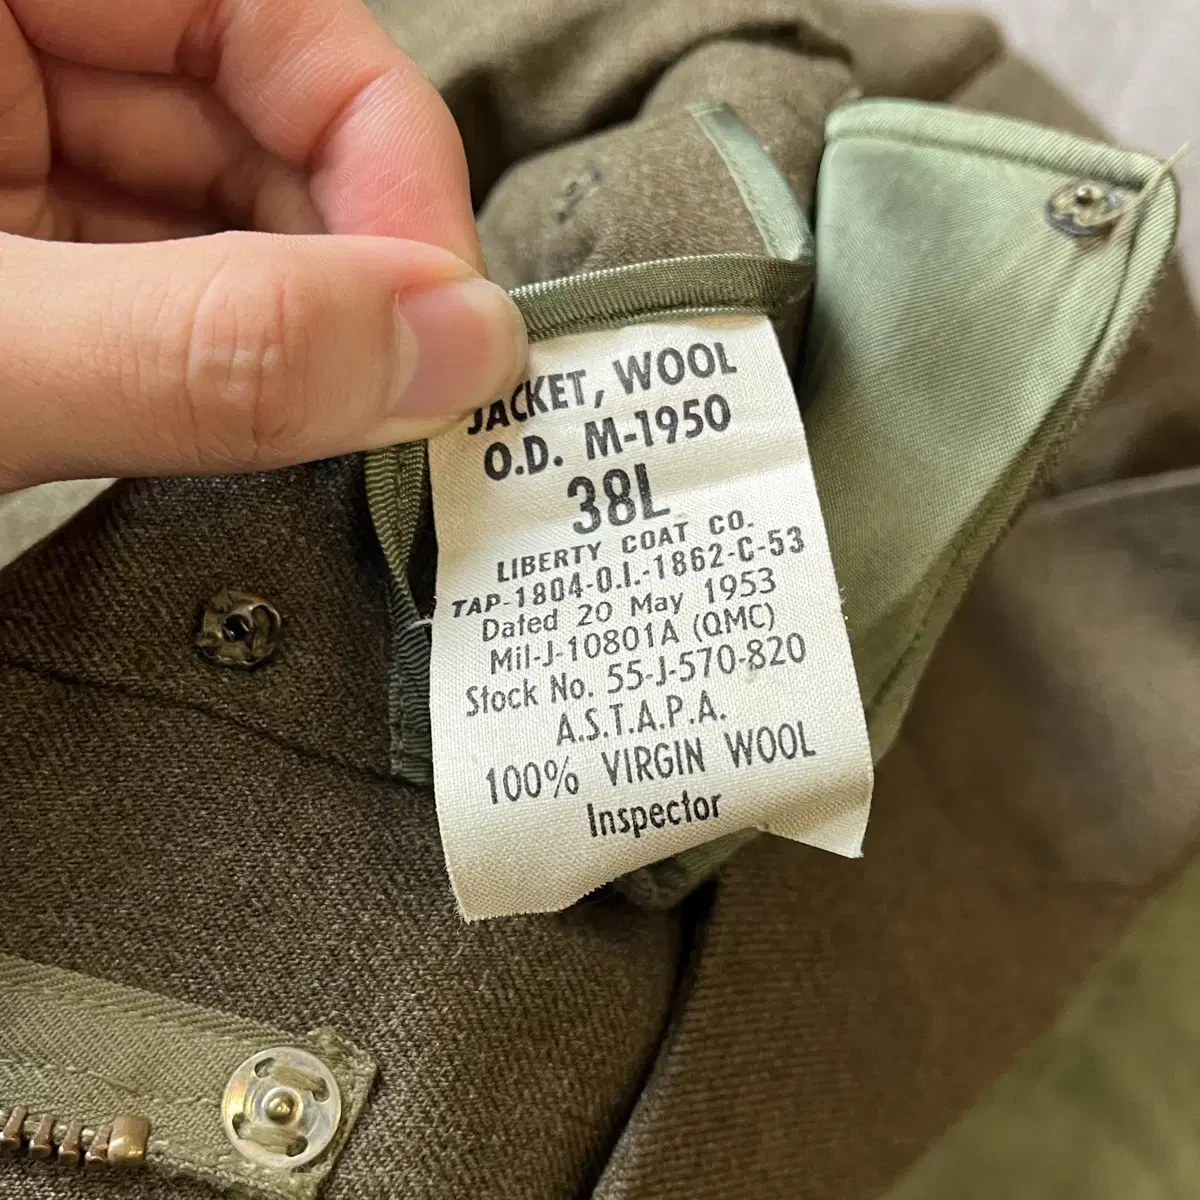 JACKET, WOOL
O.D. M-1950
38L
LIBERTY COAT CO.
TAP-1804-O.I.-1862-C-53
Dated 20 May 1953
Mil-J-10801A (QMC)
Stock No. 55-J-570-820
A.S.T.A.P.A.
100% VIRGIN WOOL
Inspector